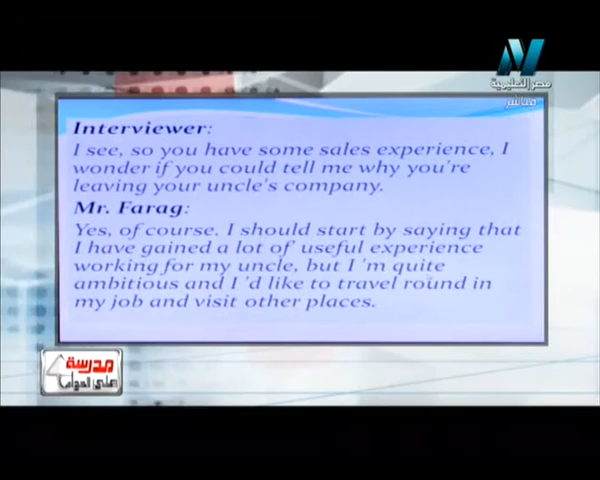 مصر التعليمية
مباشر
Interviewer:
I see, so you have some sales experience, I
wonder if you could tell me why you're
leaving your uncle's company.
Mr. Farag:
Yes, of course. I should start by saying that
I have gained a lot of' useful experience
working for my uncle, but I 'm quite
ambitious and I 'd like to travel round in
my job and visit other places.
مدرسة
على الهواء